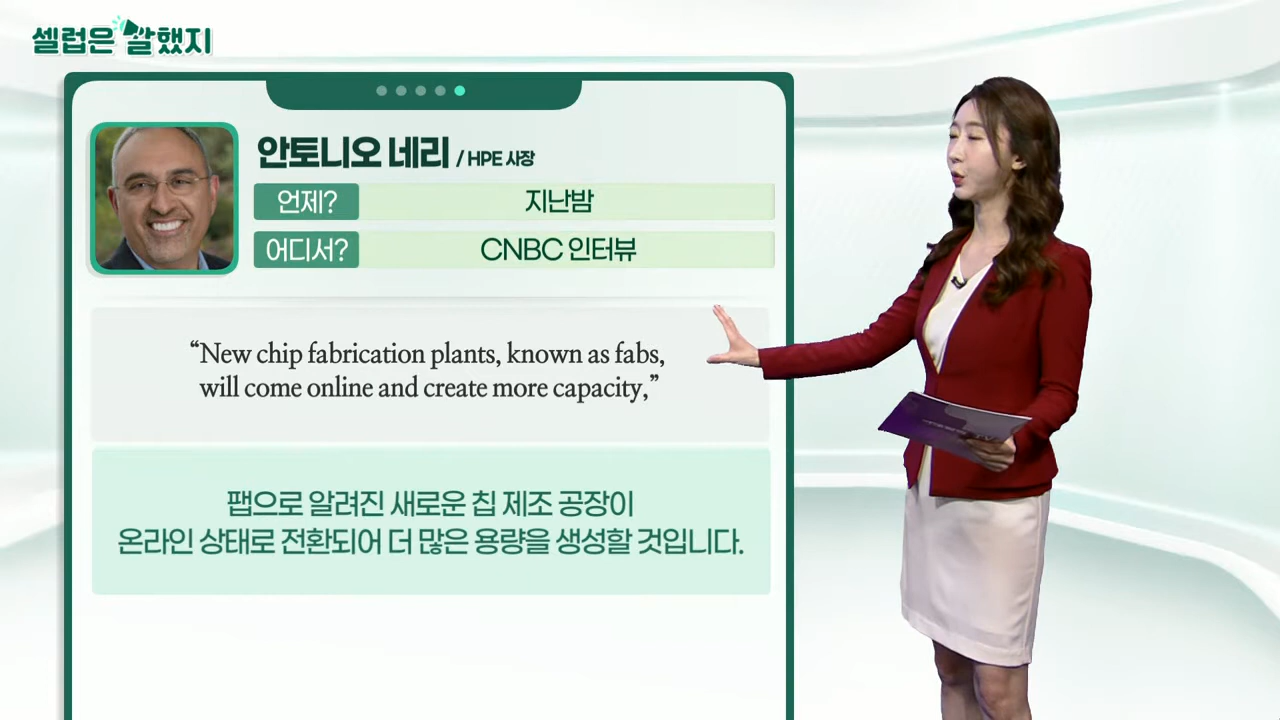 셀럽은 말했지
안토니오 네리 / HPE 사장
언제? 지난밤
어디서? CNBC 인터뷰
“New chip fabrication plants, known as fabs,
will come online and create more capacity,”
팹으로 알려진 새로운 칩 제조 공장이
온라인 상태로 전환되어 더 많은 용량을 생성할 것입니다.